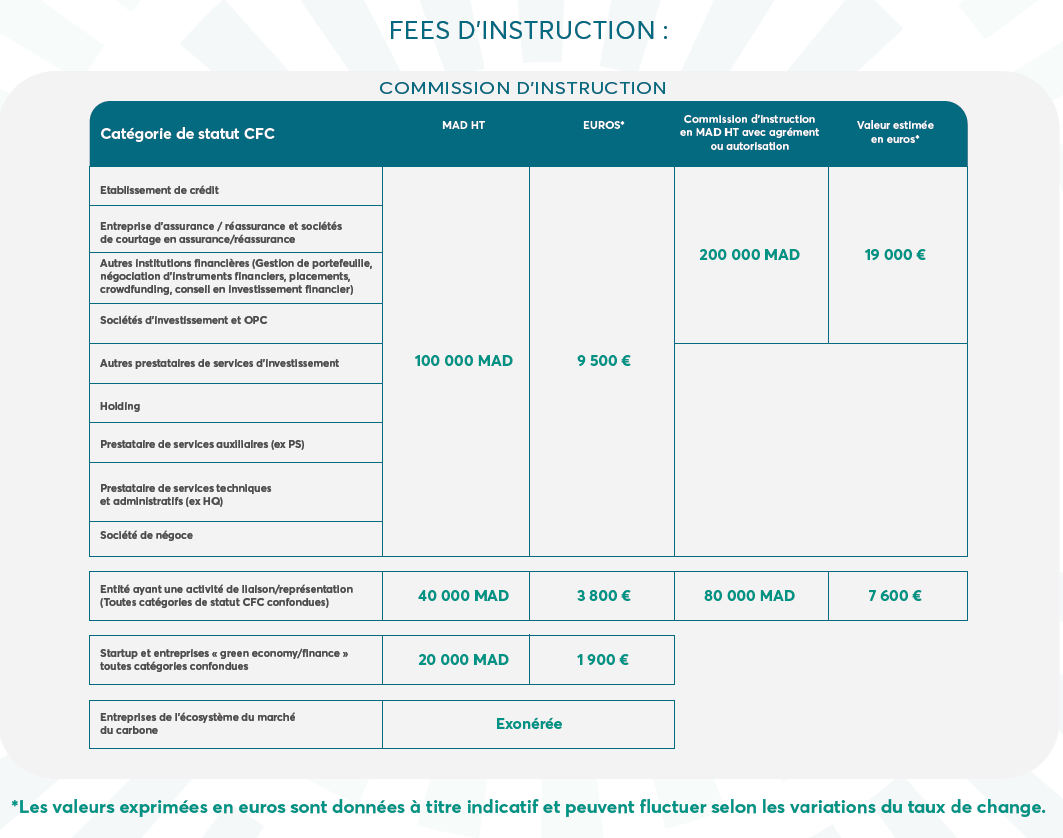 FEES D'INSTRUCTION :
COMMISSION D'INSTRUCTION
Catégorie de statut CFC
MAD HT
EUROS*
Commission d'instruction
en MAD HT avec agrément
ou autorisation
Valeur estimée
en euros*
Etablissement de crédit
Entreprise d'assurance / réassurance et sociétés
de courtage en assurance/réassurance
Autres institutions financières (Gestion de portefeuille,
négociation d'instruments financiers, placements,
crowdfunding, conseil en investissement financier)
Sociétés d'investissement et OPC
Autres prestataires de services d'investissement
Holding
Prestataire de services auxiliaires (ex PS)
Prestataire de services techniques
et administratifs (ex HQ)
Société de négoce
100 000 MAD
9 500 €
200 000 MAD
19 000 €
Entité ayant une activité de liaison/représentation
(Toutes catégories de statut CFC confondues)
40 000 MAD
3 800 €
80 000 MAD
7 600 €
Startup et entreprises « green economy/finance »
toutes catégories confondues
20 000 MAD
1 900 €
Entreprises de l'écosystème du marché
du carbone
Exonérée
*Les valeurs exprimées en euros sont données à titre indicatif et peuvent fluctuer selon les variations du taux de change.